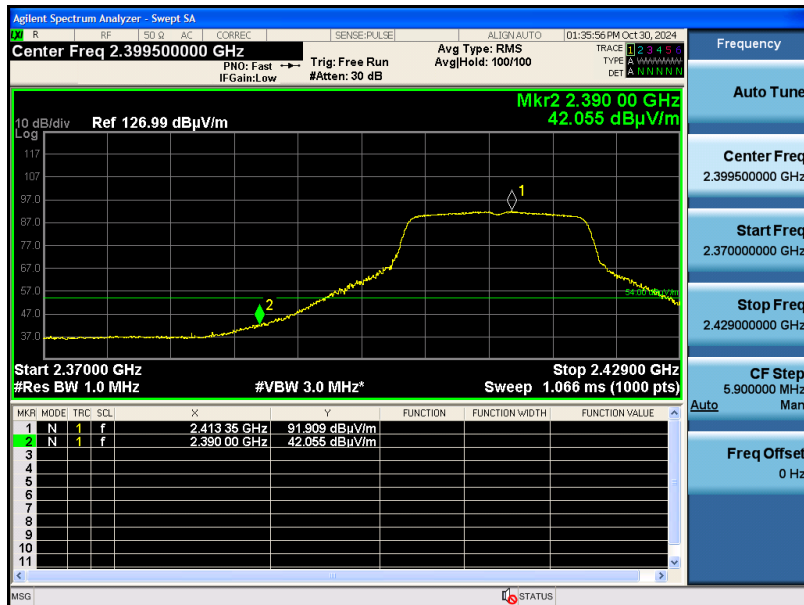 Agilent Spectrum Analyzer - Swept SA
LXI R RF 50 Ω AC CORREC SENSE:PULSE ALIGN AUTO 01:35:56 PM Oct 30, 2024
Center Freq 2.399500000 GHz
PNO: Fast
IFGain:Low
Trig: Free Run
#Atten: 30 dB
Avg Type: RMS
Avg|Hold: 100/100
TRACE 1 2 3 4 5 6
TYPE A WWWWW
DET A N N N N N
Frequency
Mkr2 2.390 00 GHz
42.055 dBµV/m
10 dB/div Ref 126.99 dBµV/m
Log
117
107
97.0
87.0
77.0
67.0
57.0
47.0
37.0
1
2
54.00 dBµV/m
Start 2.37000 GHz Stop 2.42900 GHz
#Res BW 1.0 MHz #VBW 3.0 MHz* Sweep 1.066 ms (1000 pts)
MKR MODE TRC SCL X Y FUNCTION FUNCTION WIDTH FUNCTION VALUE
1 N 1 f 2.413 35 GHz 91.909 dBµV/m
2 N 1 f 2.390 00 GHz 42.055 dBµV/m
3
4
5
6
7
8
9
10
11
MSG STATUS
Auto Tune
Center Freq
2.399500000 GHz
Start Freq
2.370000000 GHz
Stop Freq
2.429000000 GHz
CF Step
5.900000 MHz
Auto Man
Freq Offset
0 Hz